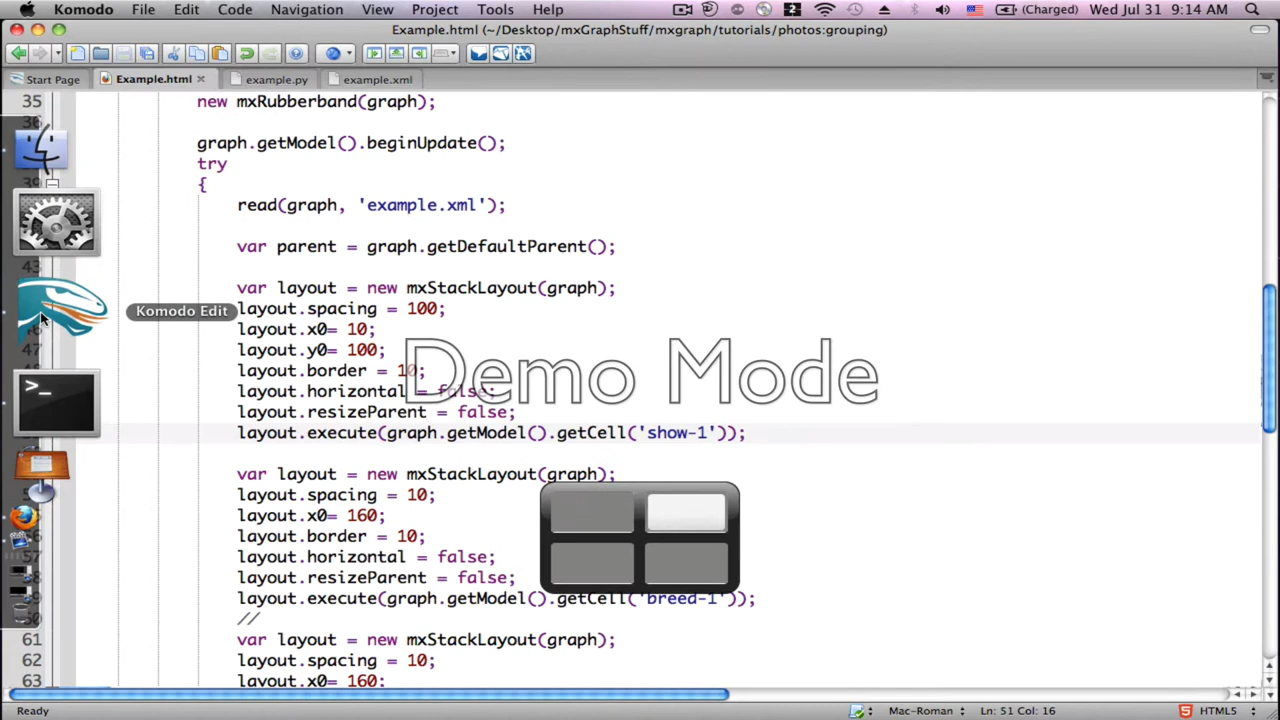 Komodo File Edit Code Navigation View Project Tools Help 2 (Charged) Wed Jul 31 9:14 AM
Example.html (~/Desktop/mxGraphStuff/mxgraph/tutorials/photos:grouping)
Start Page Example.html example.py example.xml
35 new mxRubberband(graph);
graph.getModel().beginUpdate();
try
{
read(graph, 'example.xml');
var parent = graph.getDefaultParent();
43
var layout = new mxStackLayout(graph);
Komodo Edit
layout.spacing = 100;
layout.x0= 10;
47 layout.y0= 100;
layout.border = 10;
layout.horizontal = false;
Demo Mode
layout.resizeParent = false;
layout.execute(graph.getModel().getCell('show-1'));
var layout = new mxStackLayout(graph);
layout.spacing = 10;
layout.x0= 160;
layout.border = 10;
57 layout.horizontal = false;
layout.resizeParent = false;
layout.execute(graph.getModel().getCell('breed-1'));
//
61 var layout = new mxStackLayout(graph);
62 layout.spacing = 10;
63 layout.x0= 160;
Ready Mac-Roman Ln: 51 Col: 16 HTML5